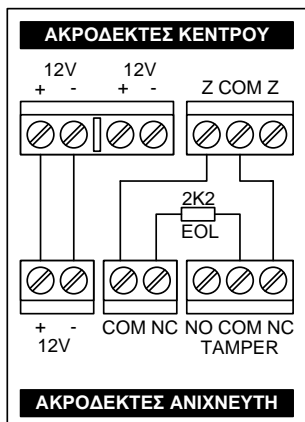 ΑΚΡΟΔΕΚΤΕΣ ΚΕΝΤΡΟΥ
12V 12V
+ - + - Z COM Z
2K2
EOL
+ - COM NC NO COM NC
12V TAMPER
ΑΚΡΟΔΕΚΤΕΣ ΑΝΙΧΝΕΥΤΗ